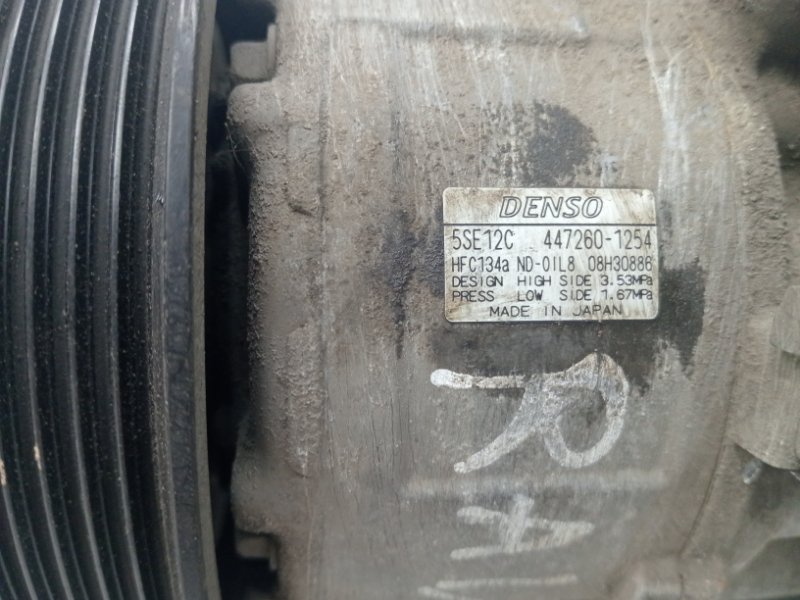 DENSO
5SE12C 447260-1254
HFC134a ND-OIL8 08H30886
DESIGN HIGH SIDE 3.53MPa
PRESS LOW SIDE 1.67MPa
MADE IN JAPAN
RAV